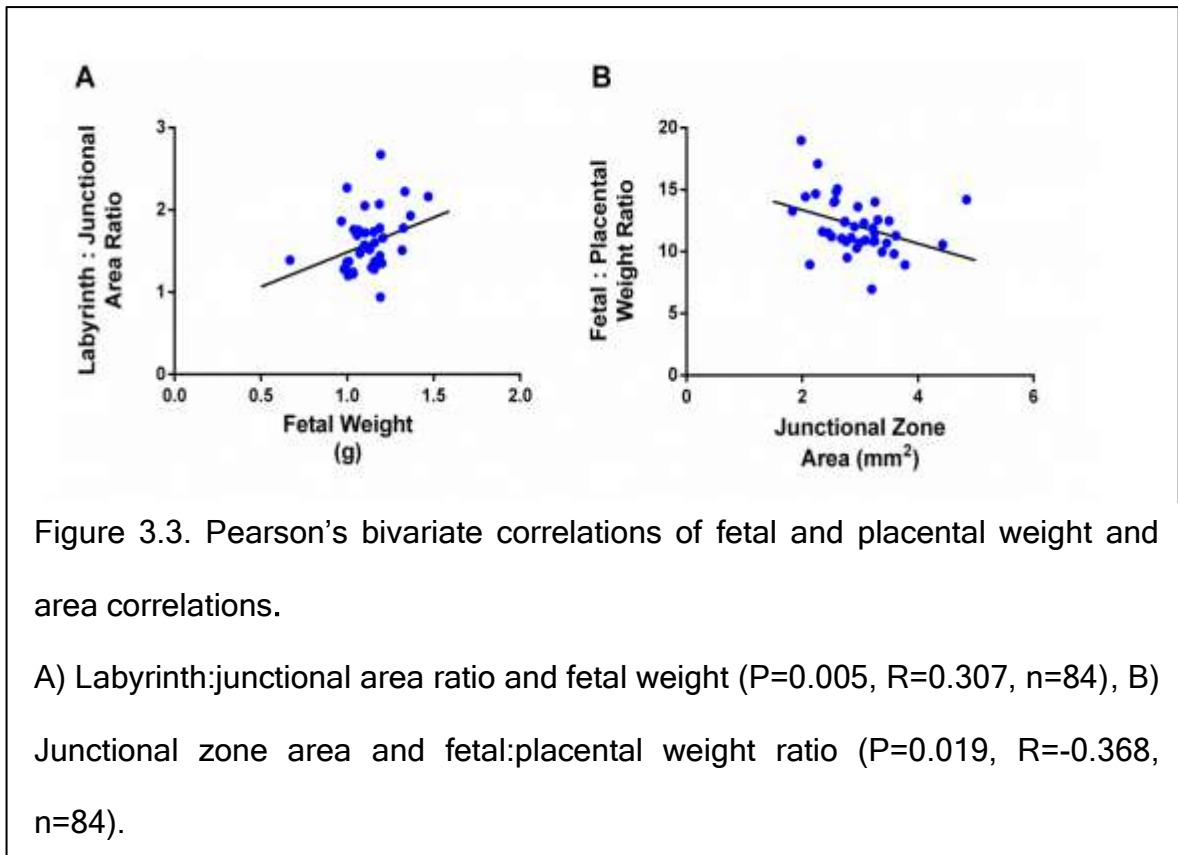 A
B
Labyrinth : Junctional
Area Ratio
3
2
1
0
0.0
0.5
1.0
1.5
2.0
Fetal Weight
(g)
Fetal : Placental
Weight Ratio
20
15
10
5
0
2
4
6
Junctional Zone
Area (mm²)
Figure 3.3. Pearson’s bivariate correlations of fetal and placental weight and
area correlations.
A) Labyrinth:junctional area ratio and fetal weight (P=0.005, R=0.307, n=84), B)
Junctional zone area and fetal:placental weight ratio (P=0.019, R=-0.368,
n=84).